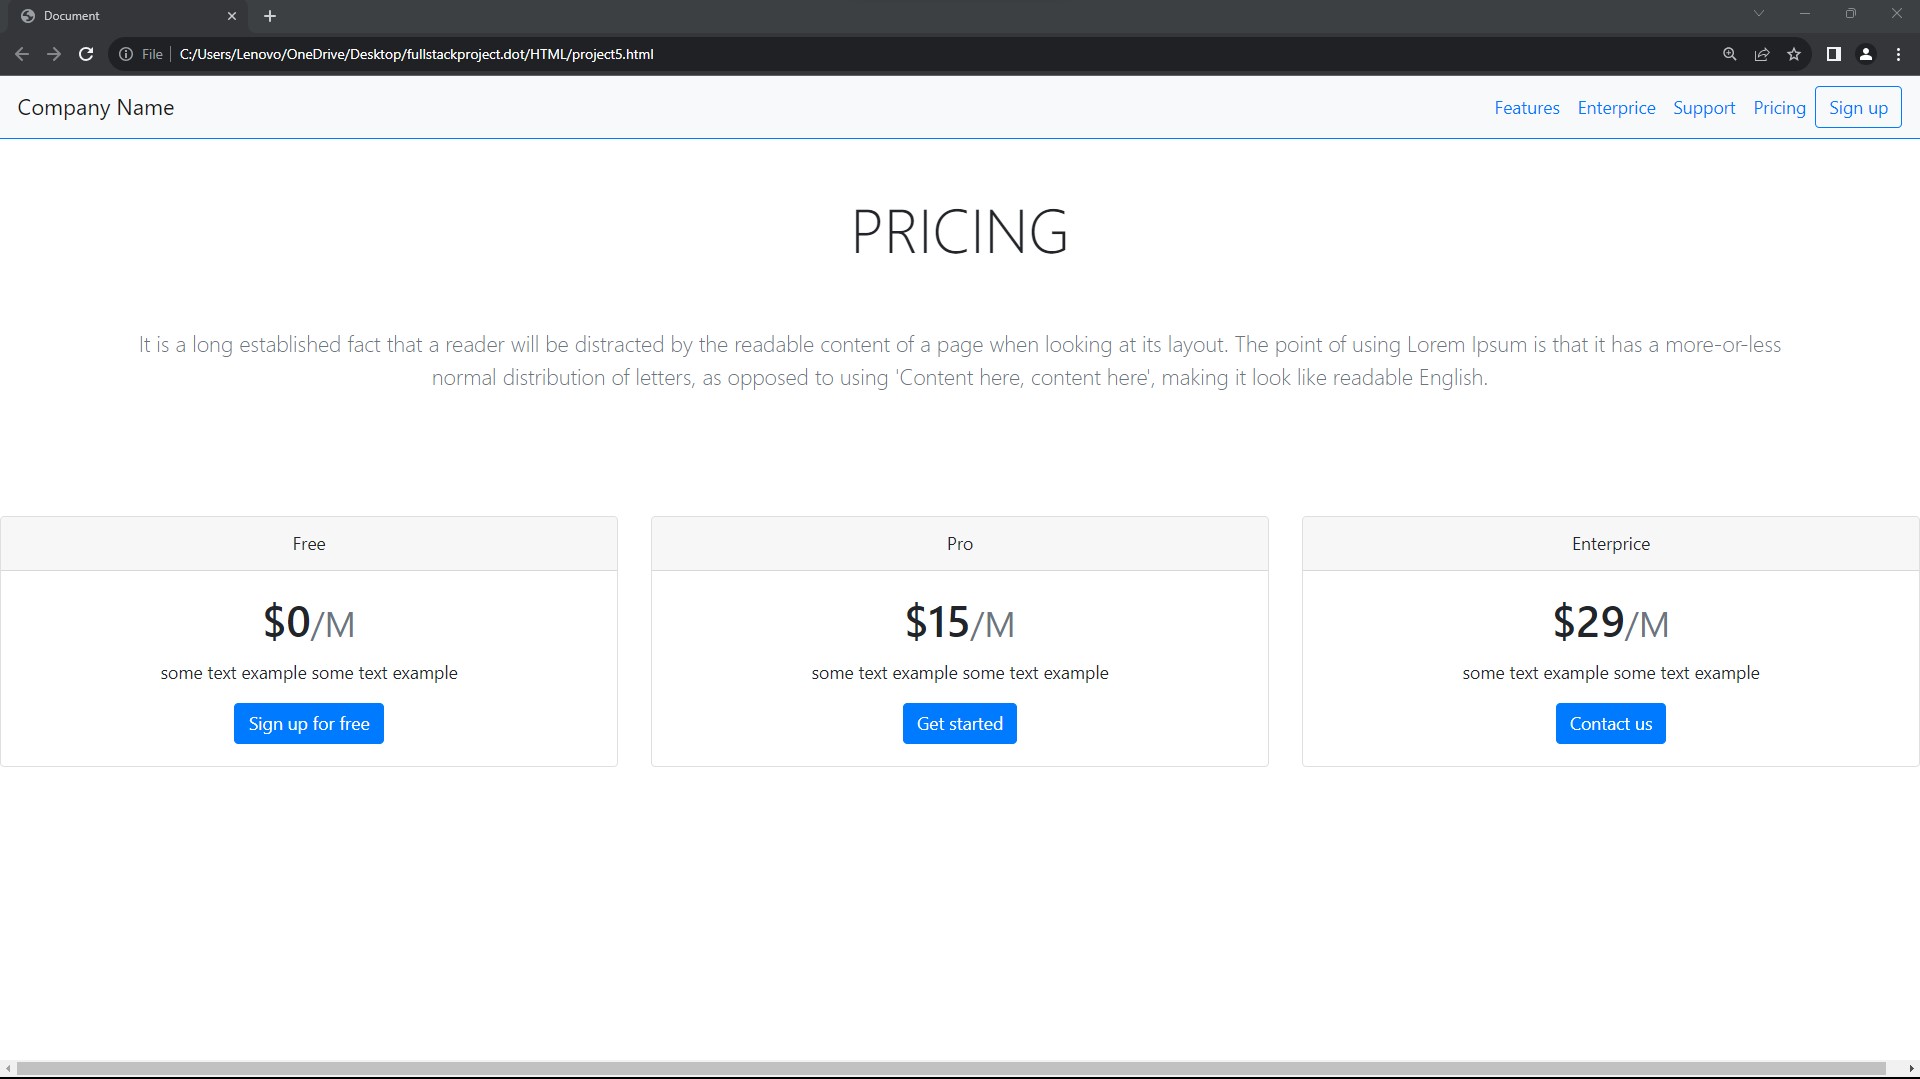 Document
File C:/Users/Lenovo/OneDrive/Desktop/fullstackproject.dot/HTML/project5.html
Company Name
Features Enterprice Support Pricing Sign up
PRICING
It is a long established fact that a reader will be distracted by the readable content of a page when looking at its layout. The point of using Lorem Ipsum is that it has a more-or-less
normal distribution of letters, as opposed to using 'Content here, content here', making it look like readable English.
Free
$0/M
some text example some text example
Sign up for free
Pro
$15/M
some text example some text example
Get started
Enterprice
$29/M
some text example some text example
Contact us